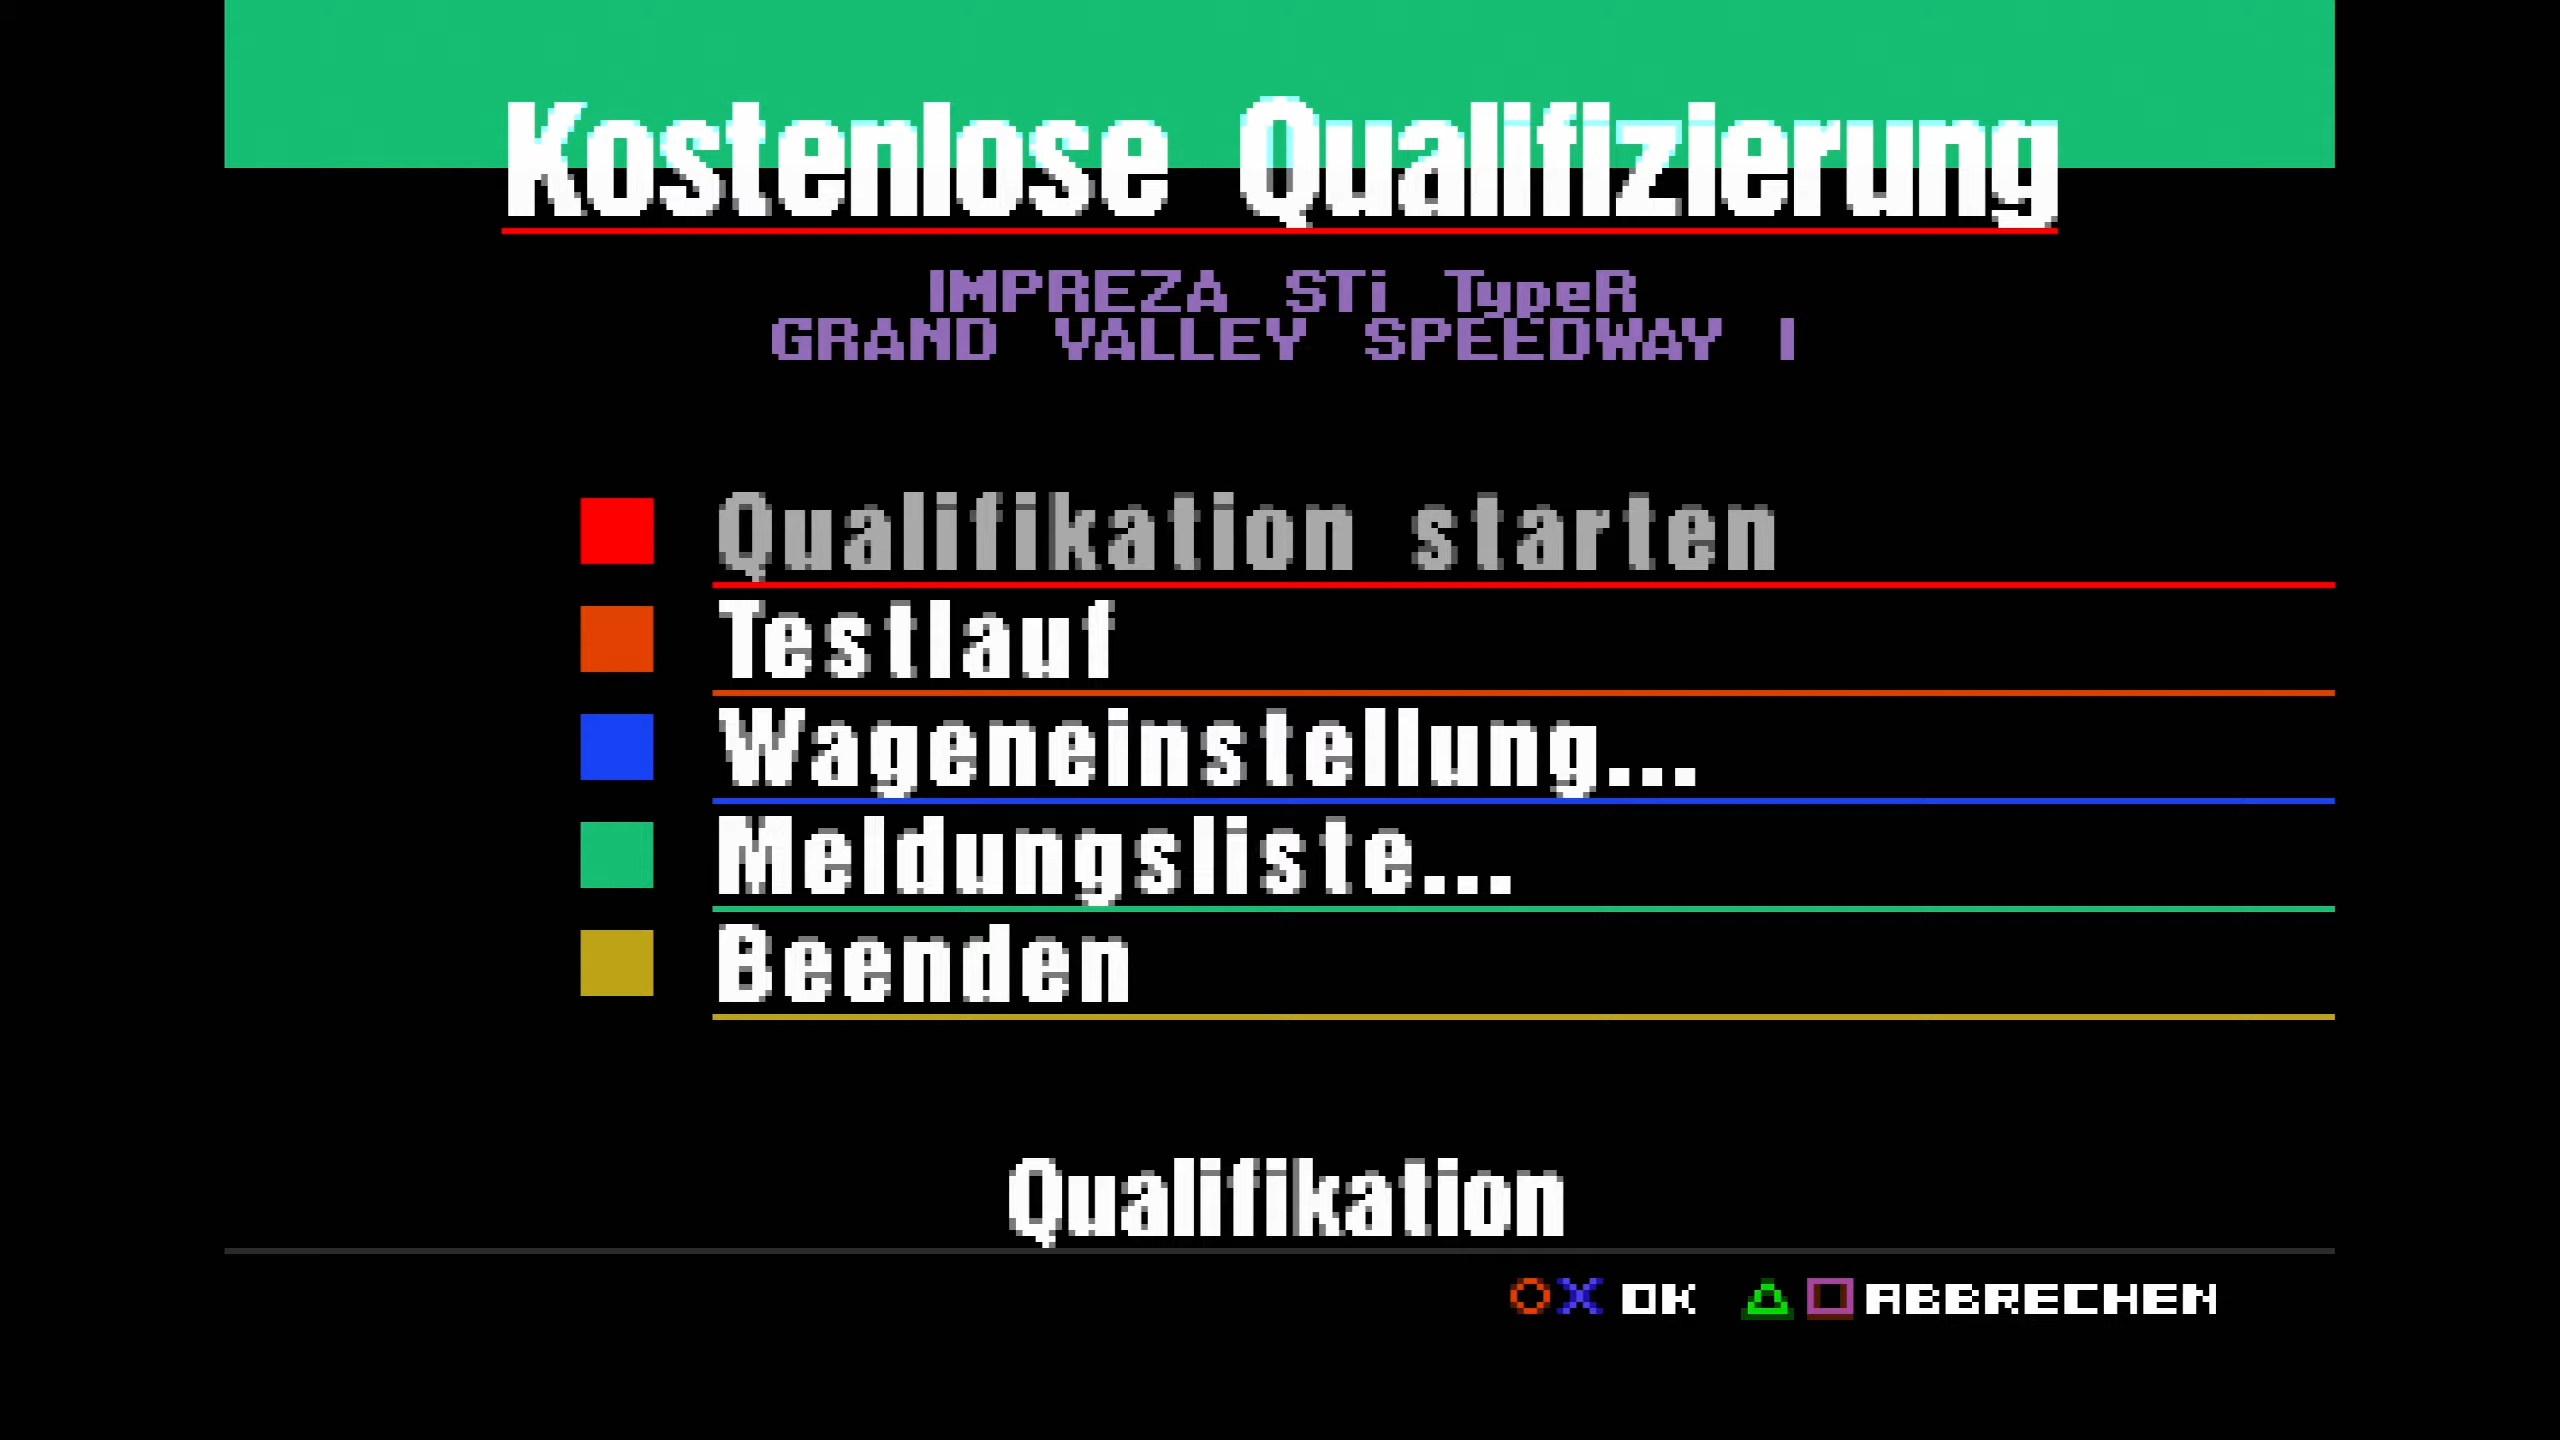 Kostenlose Qualifizierung
IMPREZA STi TypeR
GRAND VALLEY SPEEDWAY I
Qualifikation starten
Testlauf
Wageneinstellung...
Meldungsliste...
Beenden
Qualifikation
OK ABBRECHEN